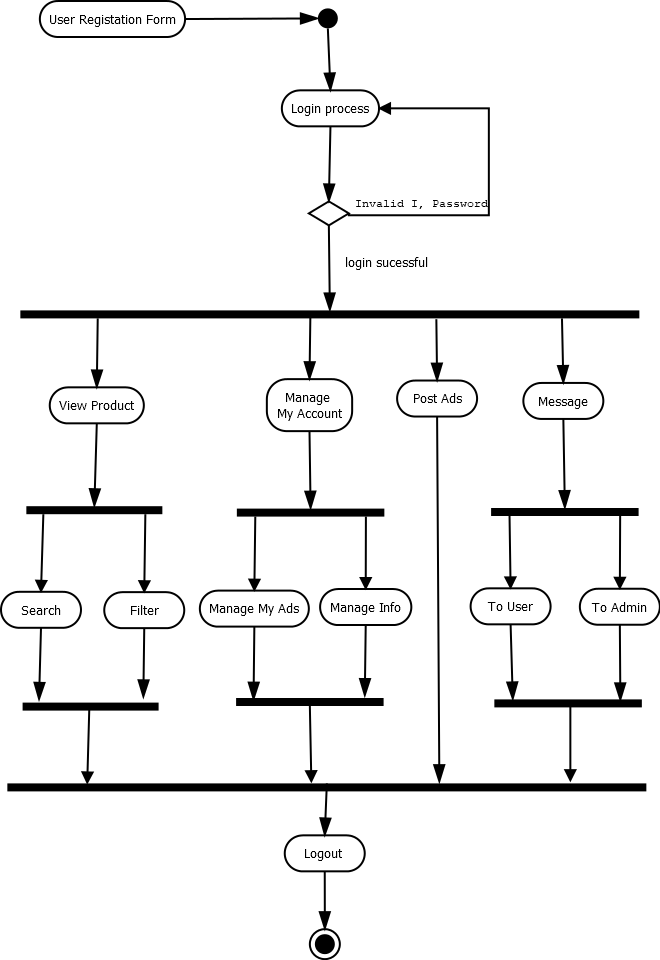 User Registation Form
Login process
Invalid I, Password
login sucessful
View Product
Manage
My Account
Post Ads
Message
Search
Filter
Manage My Ads
Manage Info
To User
To Admin
Logout